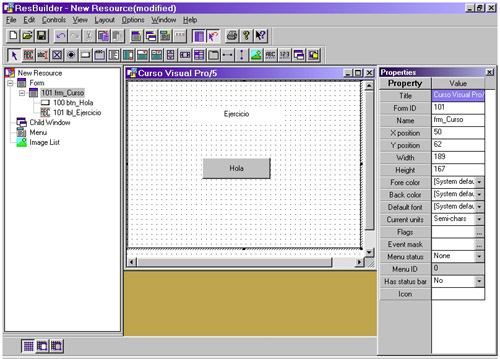 ResBuilder - New Resource(modified)
File Edit Controls View Layout Options Window Help
New Resource
Form
101 frm_Curso
100 btn_Hola
101 lbl_Ejercicio
Child Window
Menu
Image List
Curso Visual Pro/5
Ejercicio
Hola
Properties
Property Value
Title Curso Visual Pro/
Form ID 101
Name frm_Curso
X position 50
Y position 62
Width 189
Height 167
Fore color [System defau
Back color [System defau
Default font [System defau
Current units Semi-chars
Flags ...
Event mask ...
Menu status None
Menu ID 0
Has status bar No
Icon